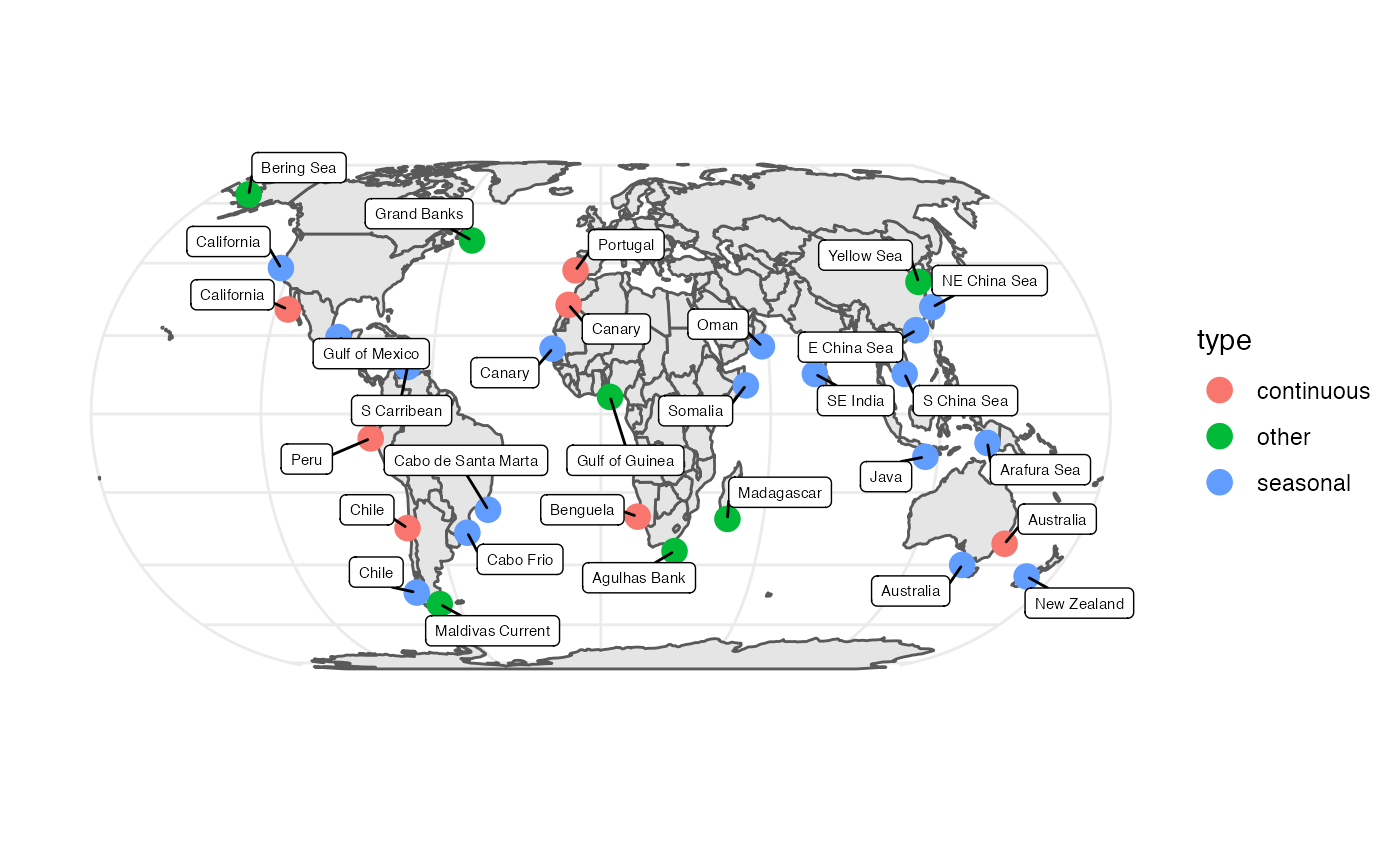 Bering Sea
Grand Banks
California
Portugal
Yellow Sea
NE China Sea
California
Canary
Oman
Gulf of Mexico
E China Sea
Canary
SE India
S China Sea
S Carribean
Somalia
Peru
Cabo de Santa Marta
Gulf of Guinea
Java
Arafura Sea
Madagascar
Chile
Benguela
Australia
Cabo Frio
Chile
Agulhas Bank
Australia
New Zealand
Maldivas Current
type
continuous
other
seasonal